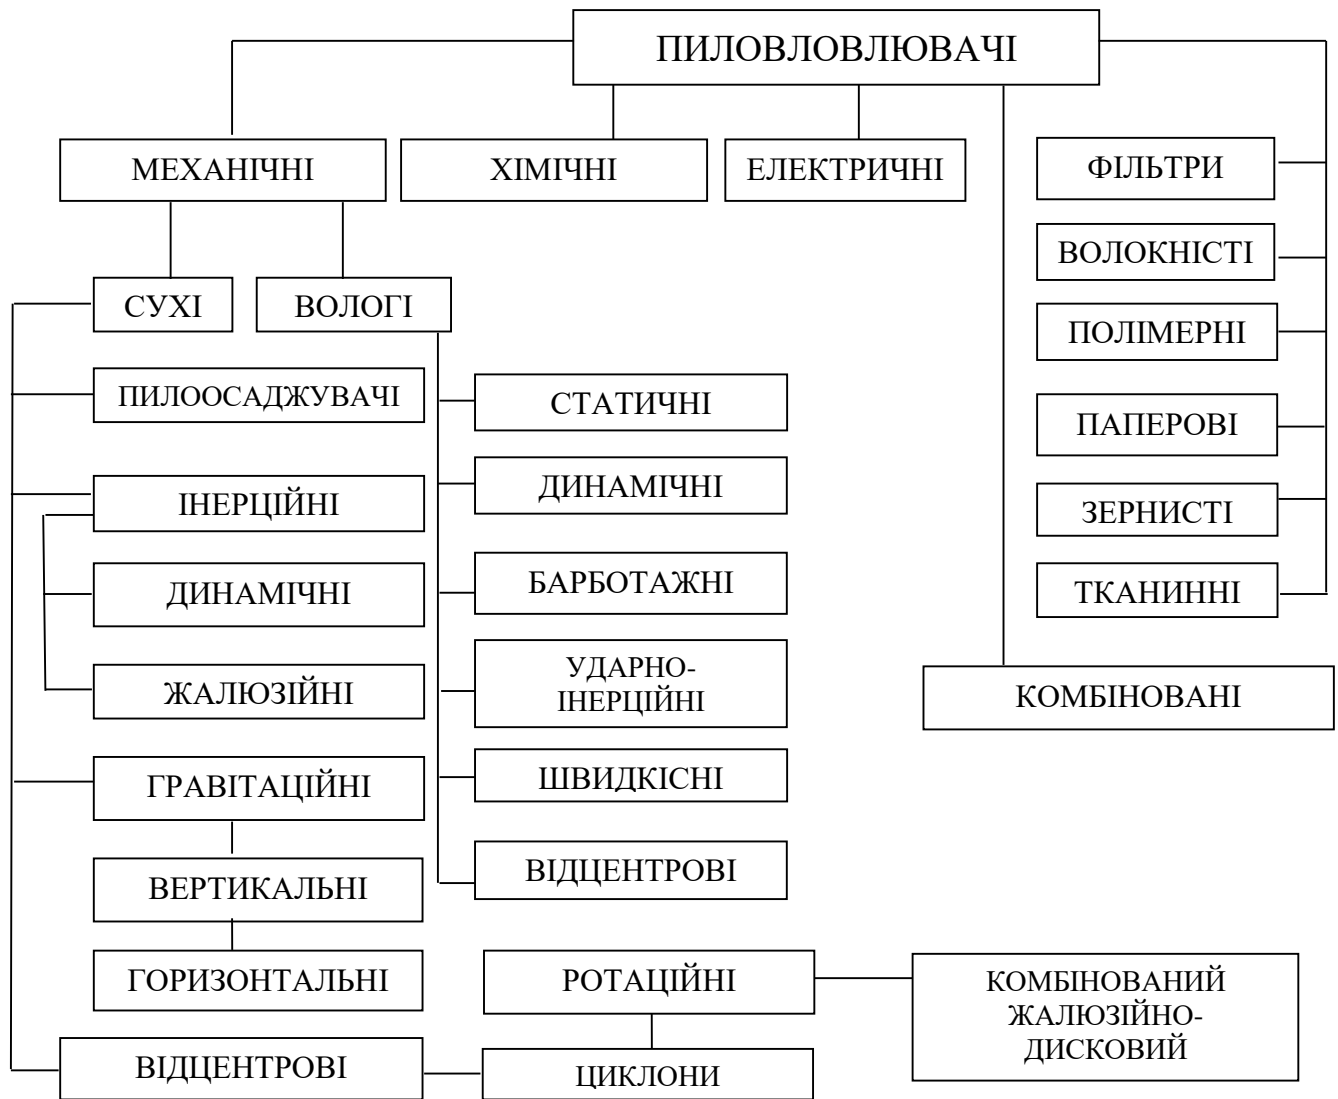 ПИЛОВЛОВЛЮВАЧІ
МЕХАНІЧНІ
ХІМІЧНІ
ЕЛЕКТРИЧНІ
ФІЛЬТРИ
ВОЛОКНІСТІ
ПОЛІМЕРНІ
ПАПЕРОВІ
ЗЕРНИСТІ
ТКАНИННІ
КОМБІНОВАНІ
СУХІ
ВОЛОГІ
ПИЛООСАДЖУВАЧІ
ІНЕРЦІЙНІ
ДИНАМІЧНІ
ЖАЛЮЗІЙНІ
ГРАВІТАЦІЙНІ
ВЕРТИКАЛЬНІ
ГОРИЗОНТАЛЬНІ
ВІДЦЕНТРОВІ
СТАТИЧНІ
ДИНАМІЧНІ
БАРБОТАЖНІ
УДАРНО-
ІНЕРЦІЙНІ
ШВИДКІСНІ
ВІДЦЕНТРОВІ
РОТАЦІЙНІ
ЦИКЛОНИ
КОМБІНОВАНИЙ
ЖАЛЮЗІЙНО-
ДИСКОВИЙ